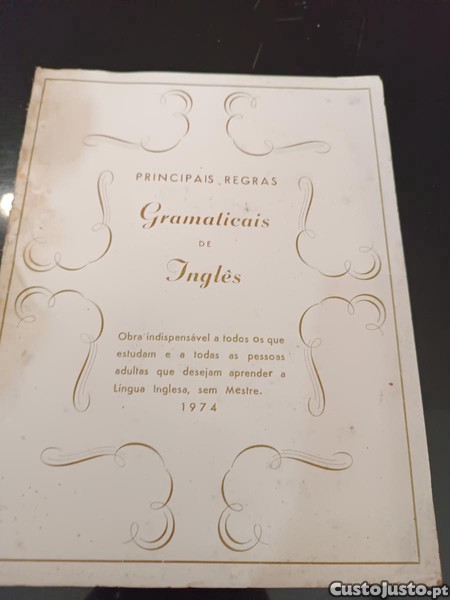 PRINCIPAIS REGRAS
Gramaticais
DE
Inglês
Obra indispensável a todos os que
estudam e a todas as pessoas
adultas que desejam aprender a
Língua Inglesa, sem Mestre.
1974
CustoJusto.pt